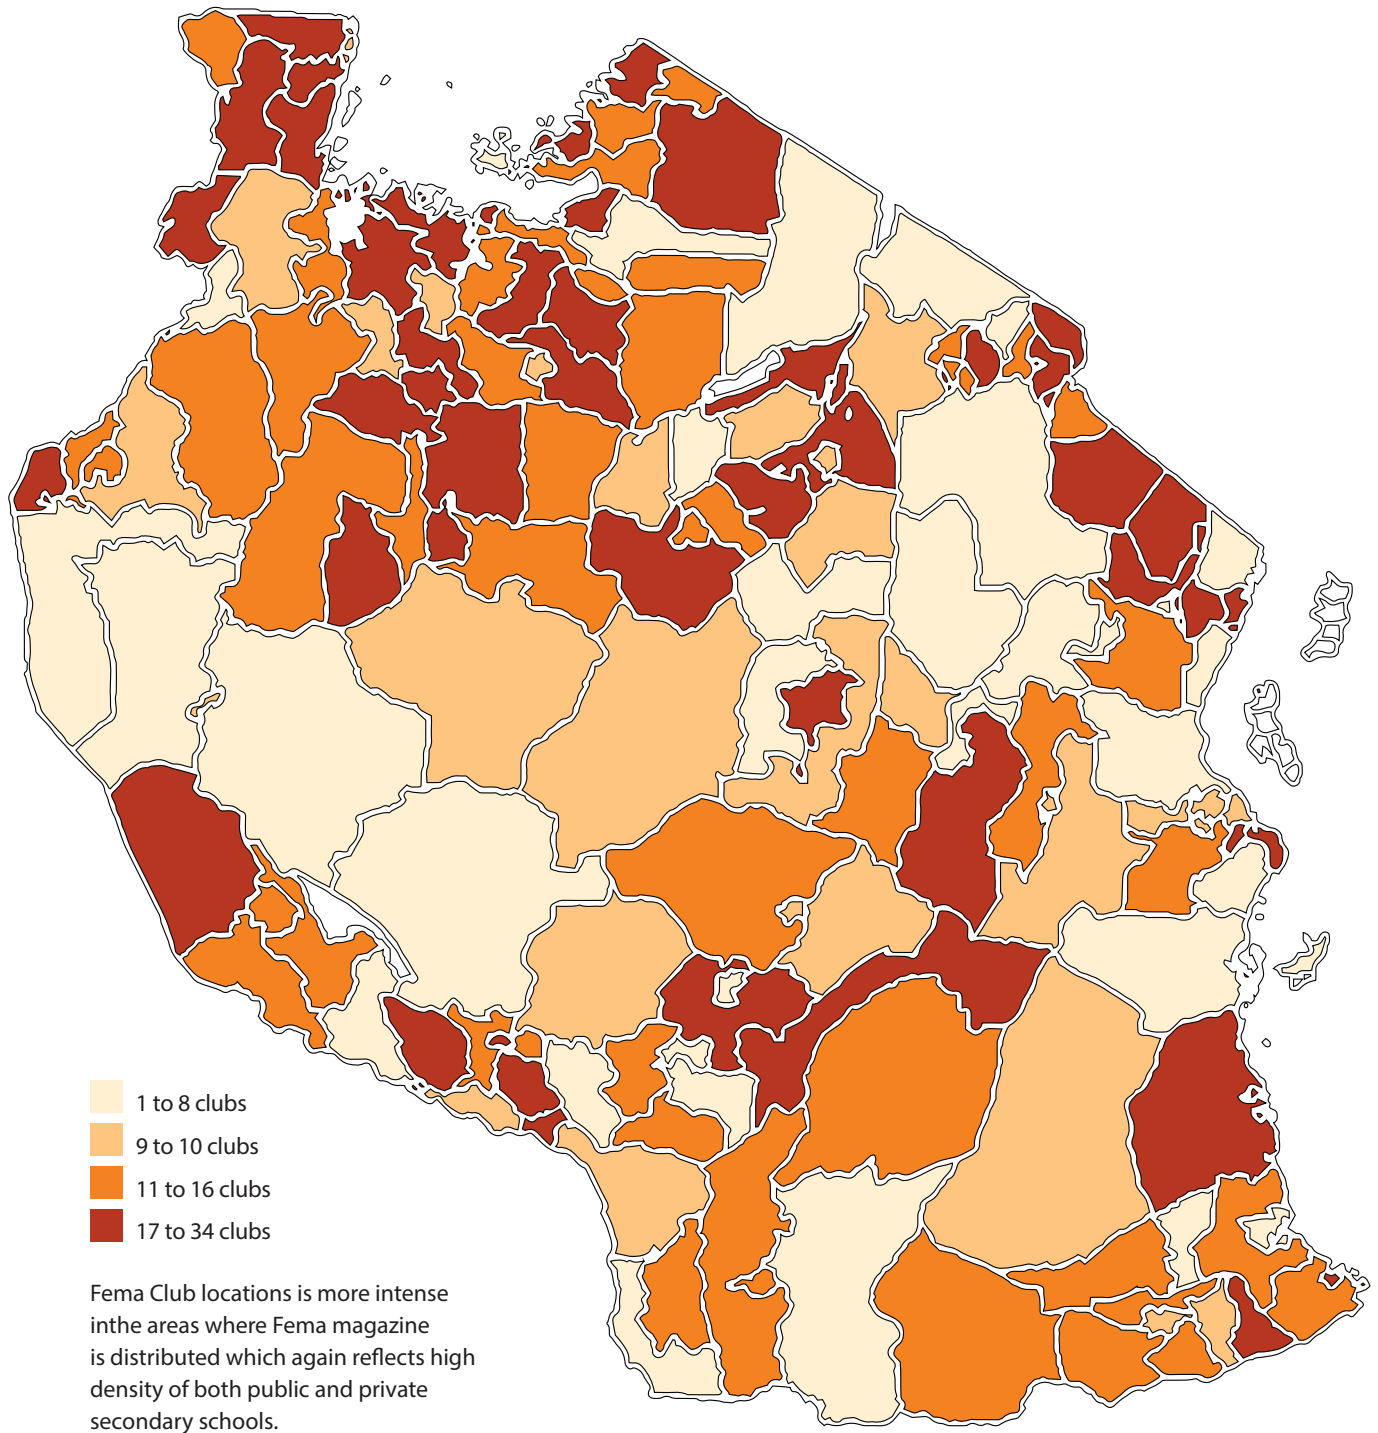 1 to 8 clubs
9 to 10 clubs
11 to 16 clubs
17 to 34 clubs
Fema Club locations is more intense
inthe areas where Fema magazine
is distributed which again reflects high
density of both public and private
secondary schools.